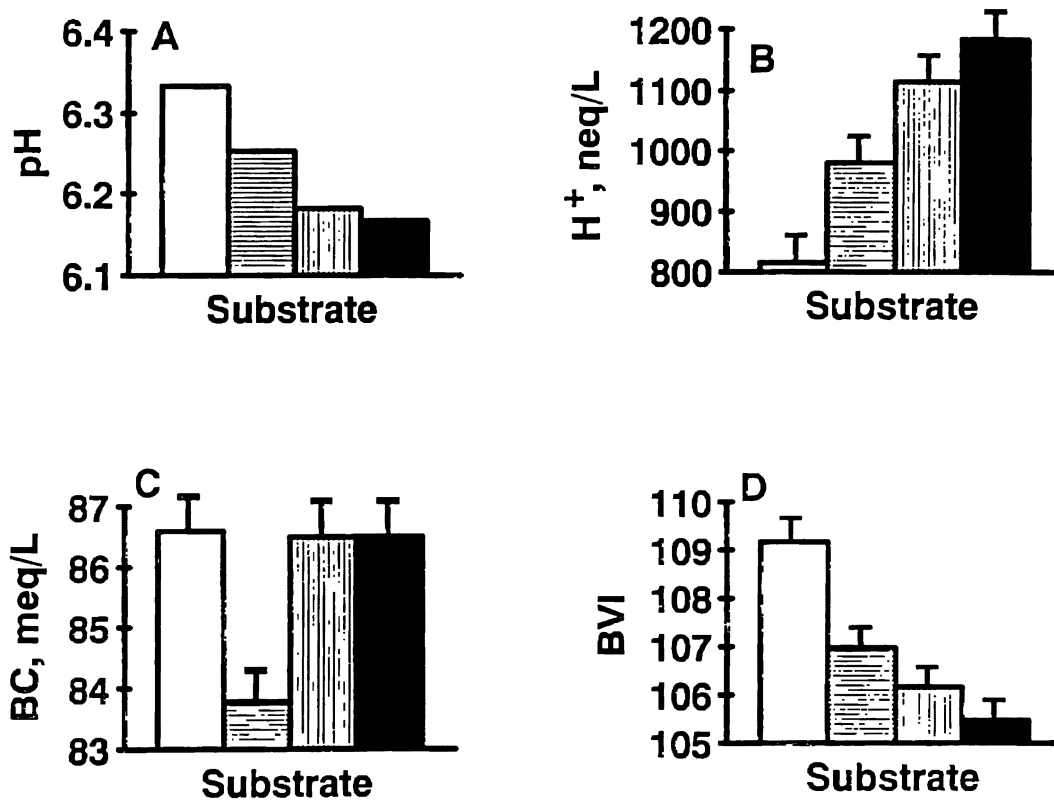 A
6.4
6.3
6.2
6.1
pH
Substrate
B
1200
1100
1000
900
800
H+, neq/L
Substrate
C
87
86
85
84
83
BC, meq/L
Substrate
D
110
109
108
107
106
105
BVI
Substrate